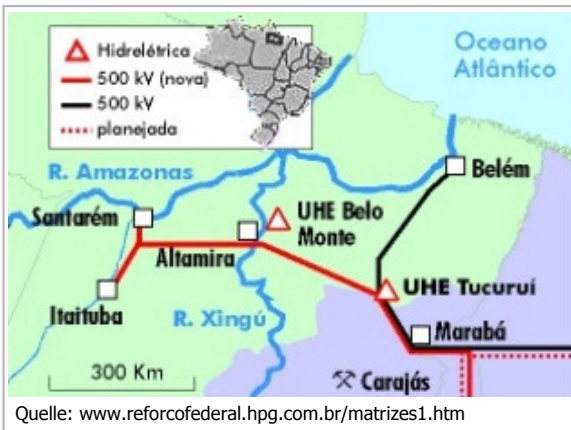 Hidrelétrica
500 kV (nova)
500 kV
planejada
Oceano
Atlântico
R. Amazonas
Belém
Santarém
UHE Belo
Monte
Altamira
UHE Tucuruí
Itaituba
R. Xingú
Marabá
300 Km
Carajás
Quelle: www.reforcofederal.hpg.com.br/matrizes1.htm